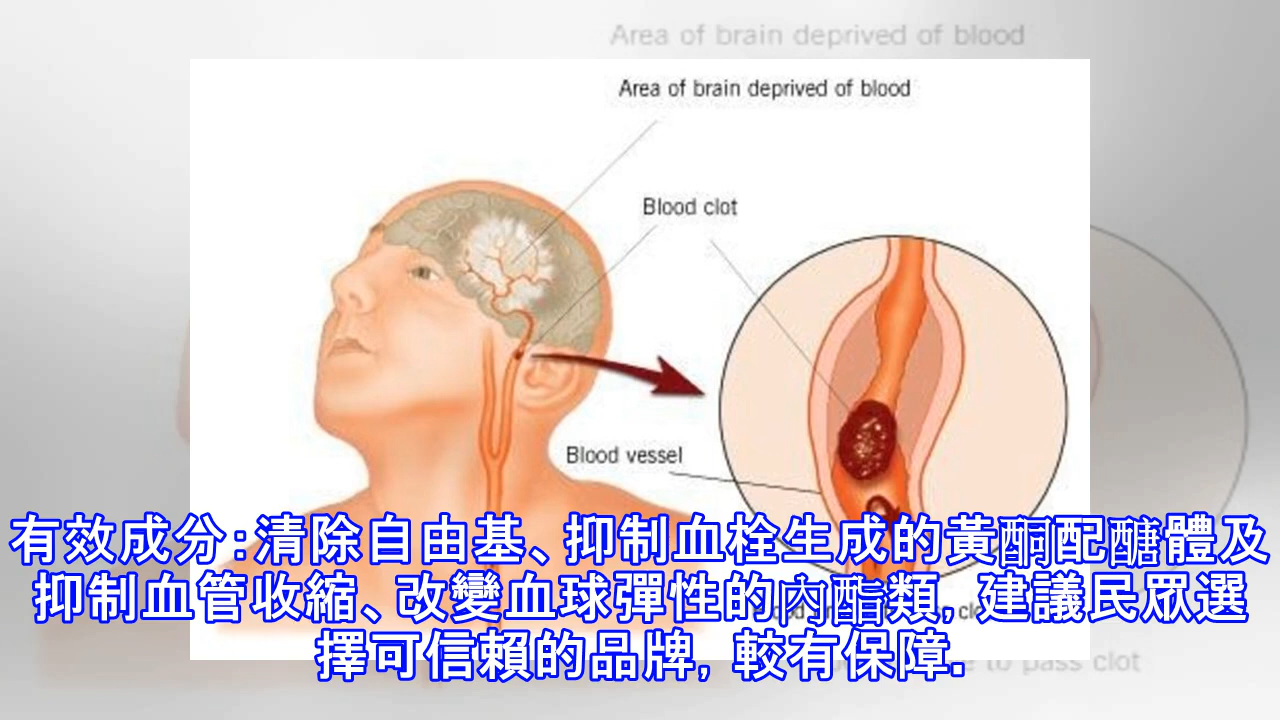 Area of brain deprived of blood
Area of brain deprived of blood
Blood clot
Blood vessel
有效成分:清除自由基、抑制血栓生成的黃酮配醣體及
抑制血管收縮、改變血球彈性的內酯類,建議民眾選
擇可信賴的品牌,較有保障.
to pass clot